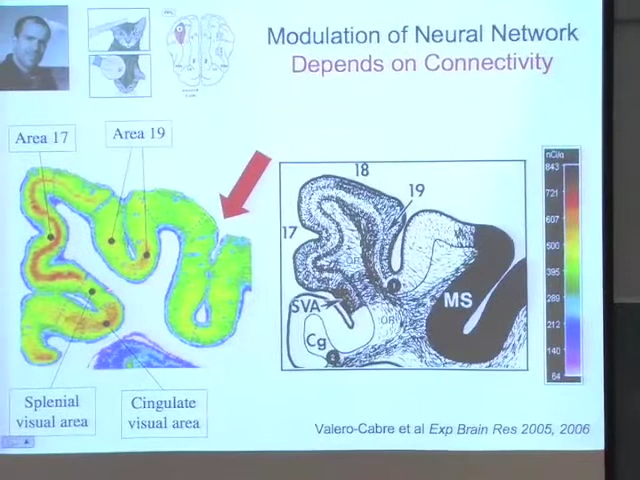 Modulation of Neural Network
Depends on Connectivity
Area 17
Area 19
18
19
17
SVA
Cg
MS
nCi/g
843
721
607
500
395
289
212
140
64
Splenial
visual area
Cingulate
visual area
Valero-Cabre et al Exp Brain Res 2005, 2006